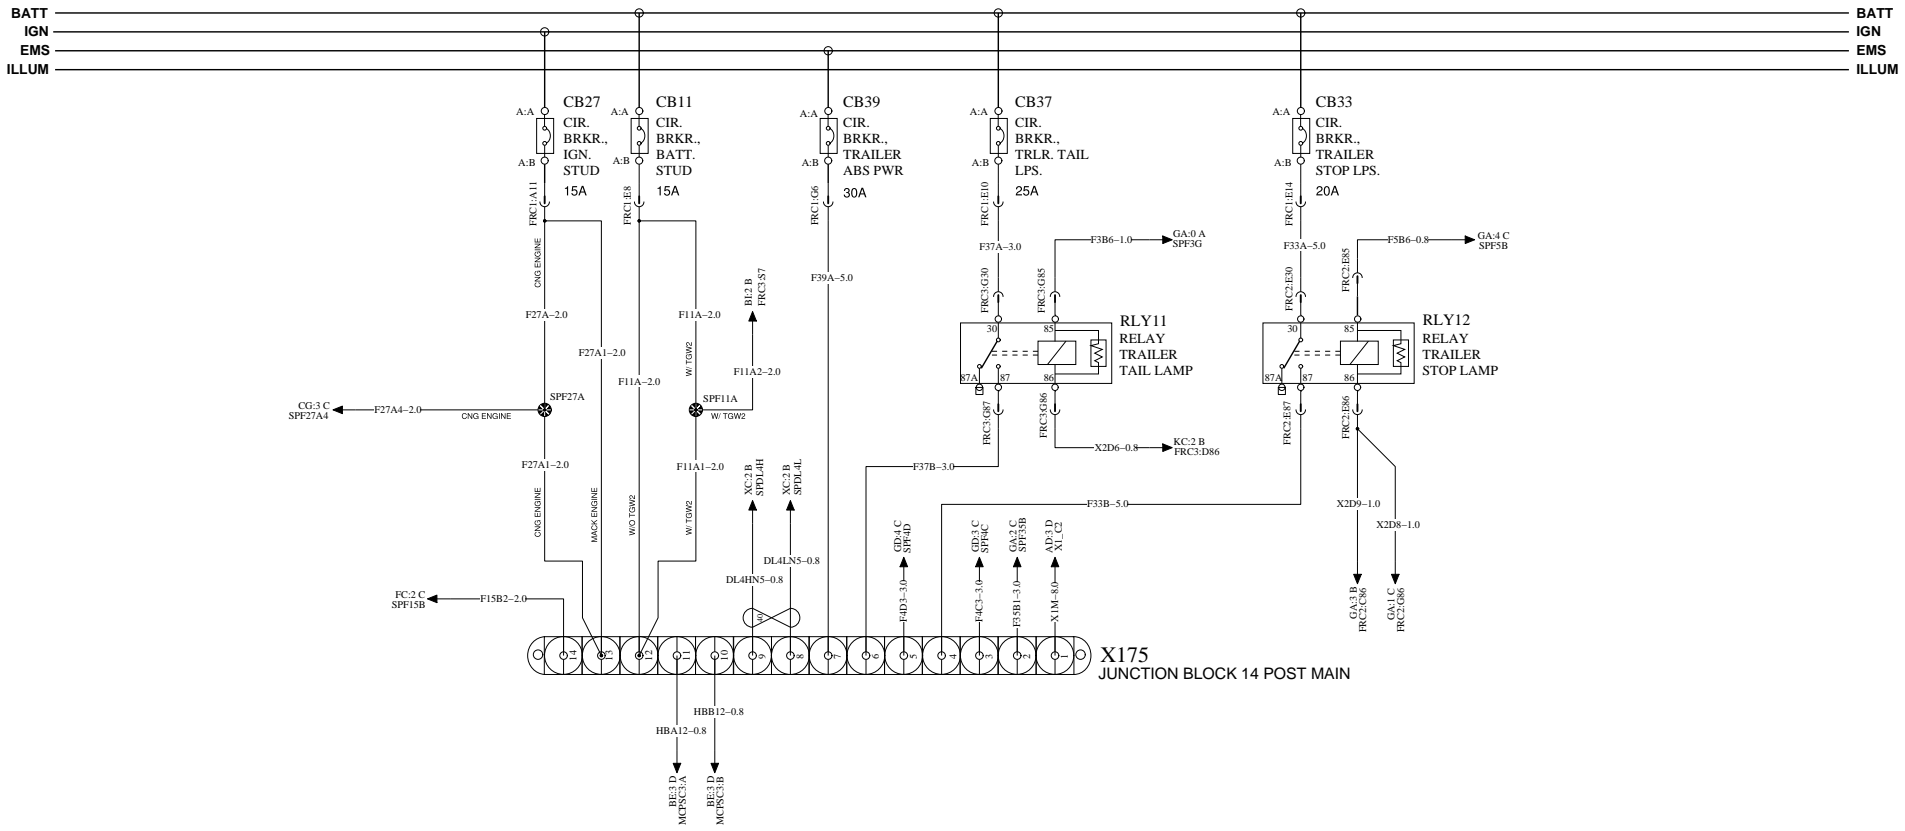 BATT BATT
IGN IGN
EMS EMS
ILLUM ILLUM
A:A CB27
CIR.
BRKR.,
IGN.
STUD
A:B 15A
FRC1:A11
A:A CB11
CIR.
BRKR.,
BATT.
STUD
A:B 15A
FRC1:E8
A:A CB39
CIR.
BRKR.,
TRAILER
ABS PWR
A:B 30A
FRC1:G6
A:A CB37
CIR.
BRKR.,
TRLR. TAIL
LPS.
A:B 25A
FRC1:E10
A:A CB33
CIR.
BRKR.,
TRAILER
STOP LPS.
A:B 20A
FRC1:E14
CNG ENGINE
F27A–2.0
F27A1–2.0
F11A–2.0
F11A–2.0
W/ TGW2
BI:2 B
FRC3:S7
F11A2–2.0
F39A–5.0
F37A–3.0
F3B6–1.0
GA:0 A
SPF3G
FRC3:G30
FRC3:G85
F33A–5.0
F5B6–0.8
GA:4 C
SPF5B
FRC2:E30
FRC2:E85
30 85
87A 87 86
RLY11
RELAY
TRAILER
TAIL LAMP
30 85
87A 87 86
RLY12
RELAY
TRAILER
STOP LAMP
CG:3 C
SPF27A4
F27A4–2.0
CNG ENGINE
SPF27A
SPF11A
W/ TGW2
FRC3:G87
FRC3:G86
FRC2:E87
FRC2:E86
X2D6–0.8
KC:2 B
FRC3:D86
F27A1–2.0
F11A1–2.0
F37B–3.0
CNG ENGINE
MACK ENGINE
W/O TGW2
W/ TGW2
XC:2 B
SPDL4H
XC:2 B
SPDL4L
F33B–5.0
X2D9–1.0
X2D8–1.0
GD:4 C
SPF4D
GD:3 C
SPF4C
GA:2 C
SPF35B
AD:3 D
X1_C2
DL4LN5–0.8
DL4HN5–0.8
FC:2 C
SPF15B
F15B2–2.0
40
F4D3–3.0
F4C3–3.0
F35B1–3.0
X1M–8.0
GA:3 B
FRC2:C86
GA:1 C
FRC2:G86
14 13 12 11 10 9 8 7 6 5 4 3 2 1
X175
JUNCTION BLOCK 14 POST MAIN
HBB12–0.8
HBA12–0.8
BE:3 D
MCPSC3:A
BE:3 D
MCPSC3:B